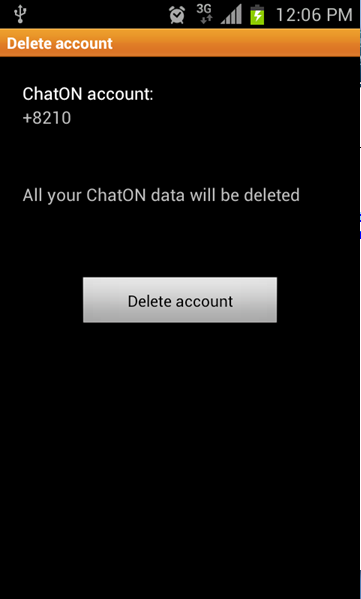 3G 12:06 PM
Delete account
ChatON account:
+8210
All your ChatON data will be deleted
Delete account